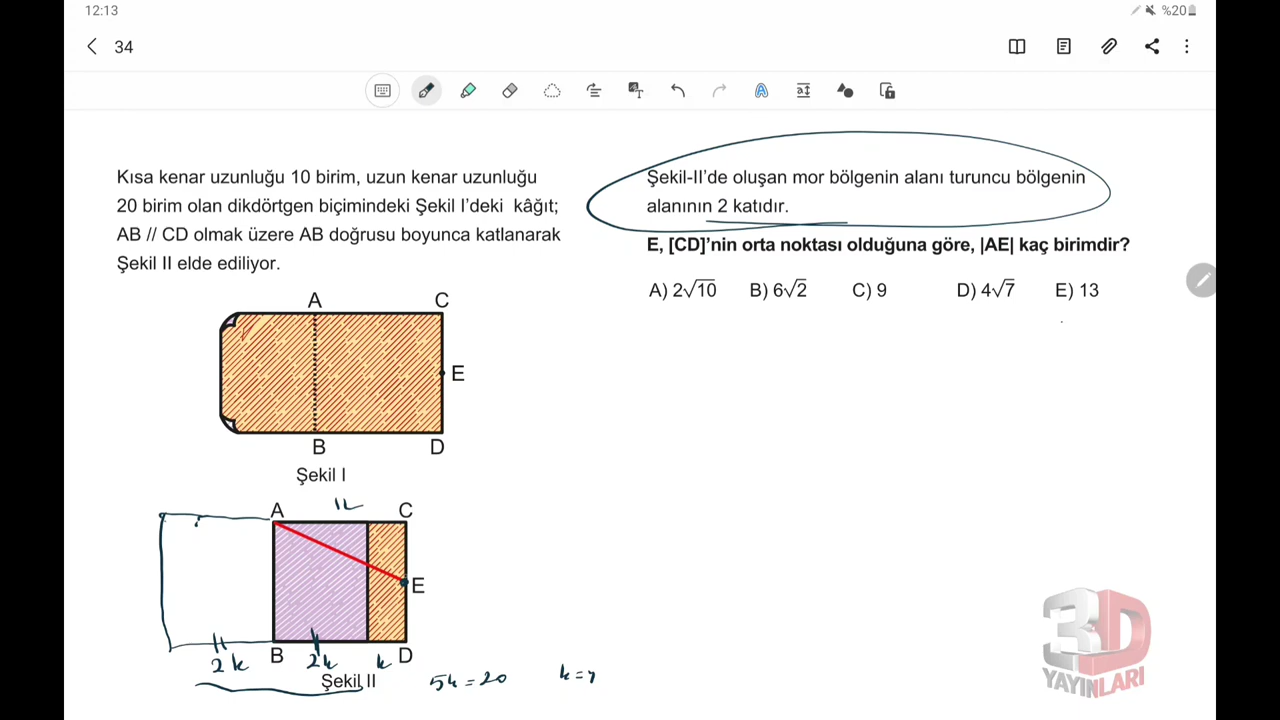 12:13
%20
34
Kısa kenar uzunluğu 10 birim, uzun kenar uzunluğu
20 birim olan dikdörtgen biçimindeki Şekil I'deki kâğıt;
AB // CD olmak üzere AB doğrusu boyunca katlanarak
Şekil II elde ediliyor.
A
C
E
B
D
Şekil I
A
12
C
E
B
D
2k
2k
k
Şekil II
5k = 20
Şekil-II'de oluşan mor bölgenin alanı turuncu bölgenin
alanının 2 katıdır.
E, [CD]'nin orta noktası olduğuna göre, |AE| kaç birimdir?
A) 2√10 B) 6√2 C) 9 D) 4√7 E) 13
3D
YAYINLARI